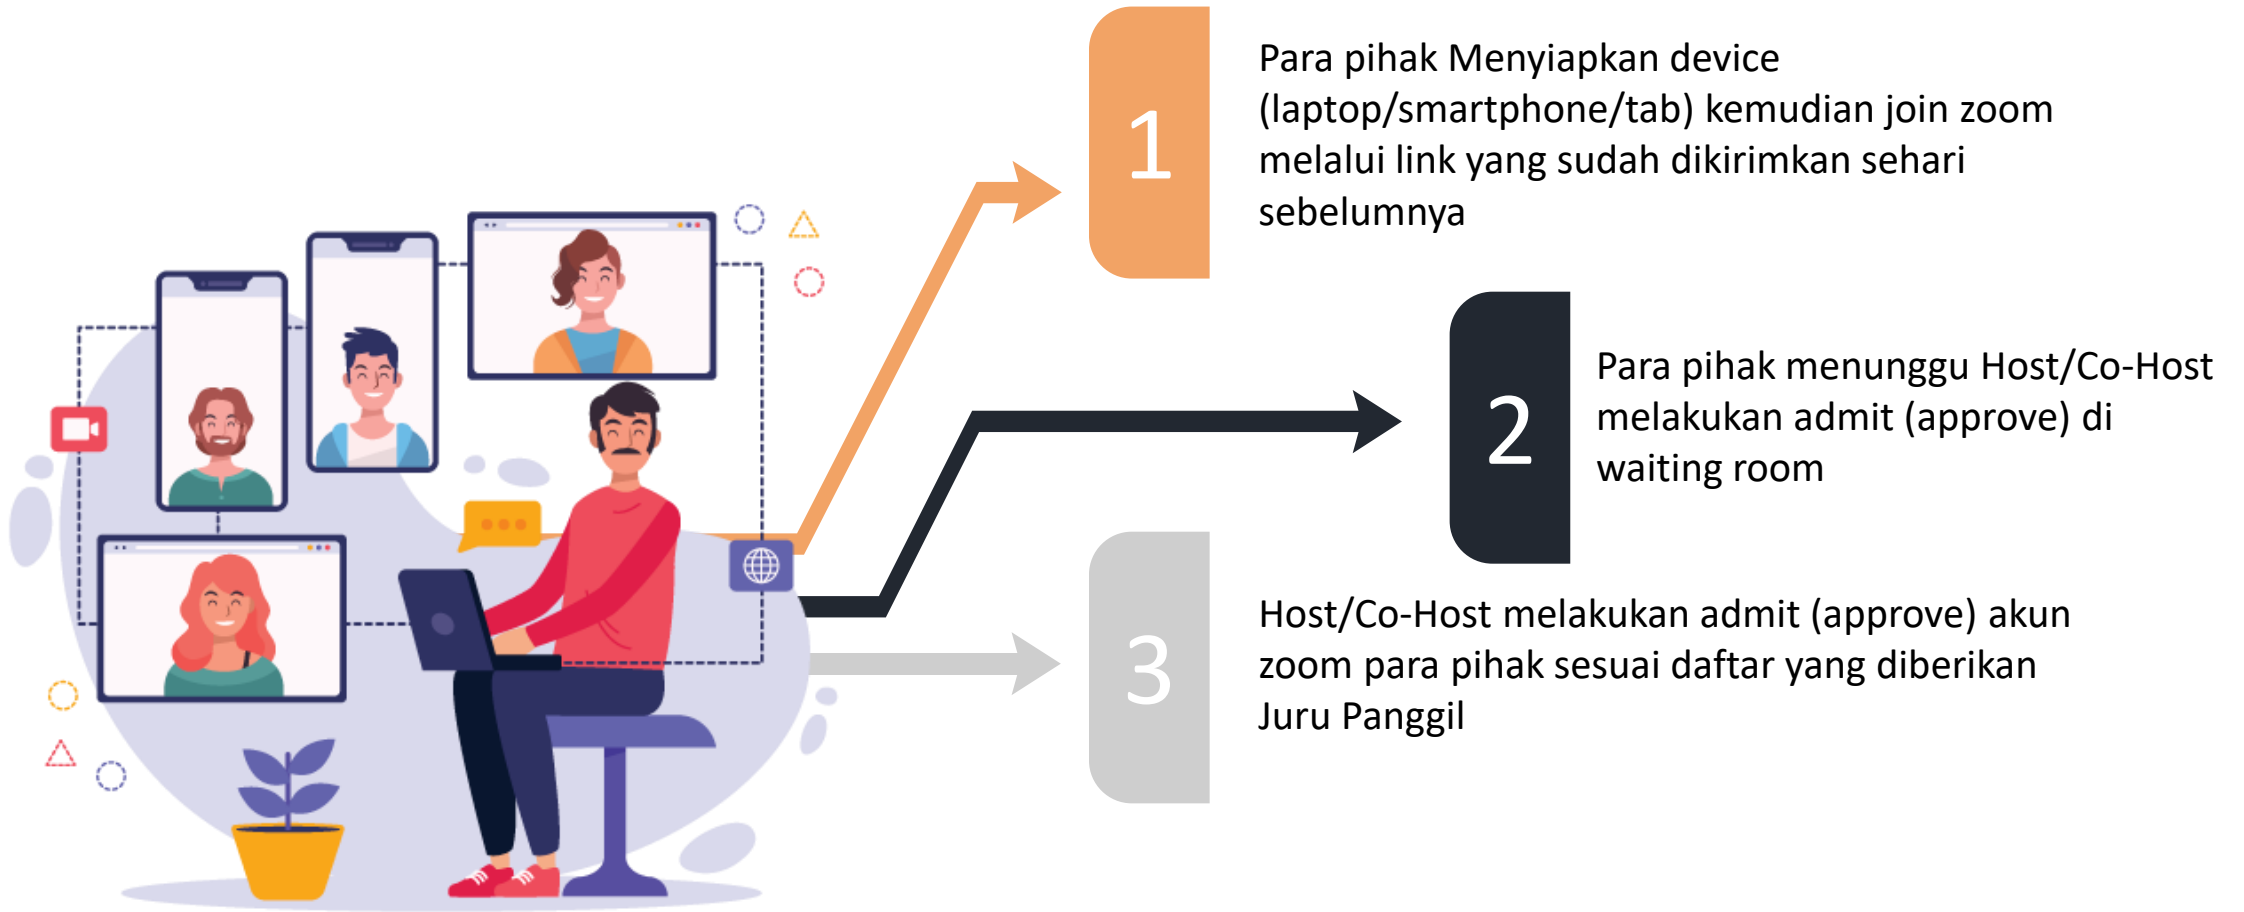 1
Para pihak Menyiapkan device
(laptop/smartphone/tab) kemudian join zoom
melalui link yang sudah dikirimkan sehari
sebelumnya
2
Para pihak menunggu Host/Co-Host
melakukan admit (approve) di
waiting room
3
Host/Co-Host melakukan admit (approve) akun
zoom para pihak sesuai daftar yang diberikan
Juru Panggil